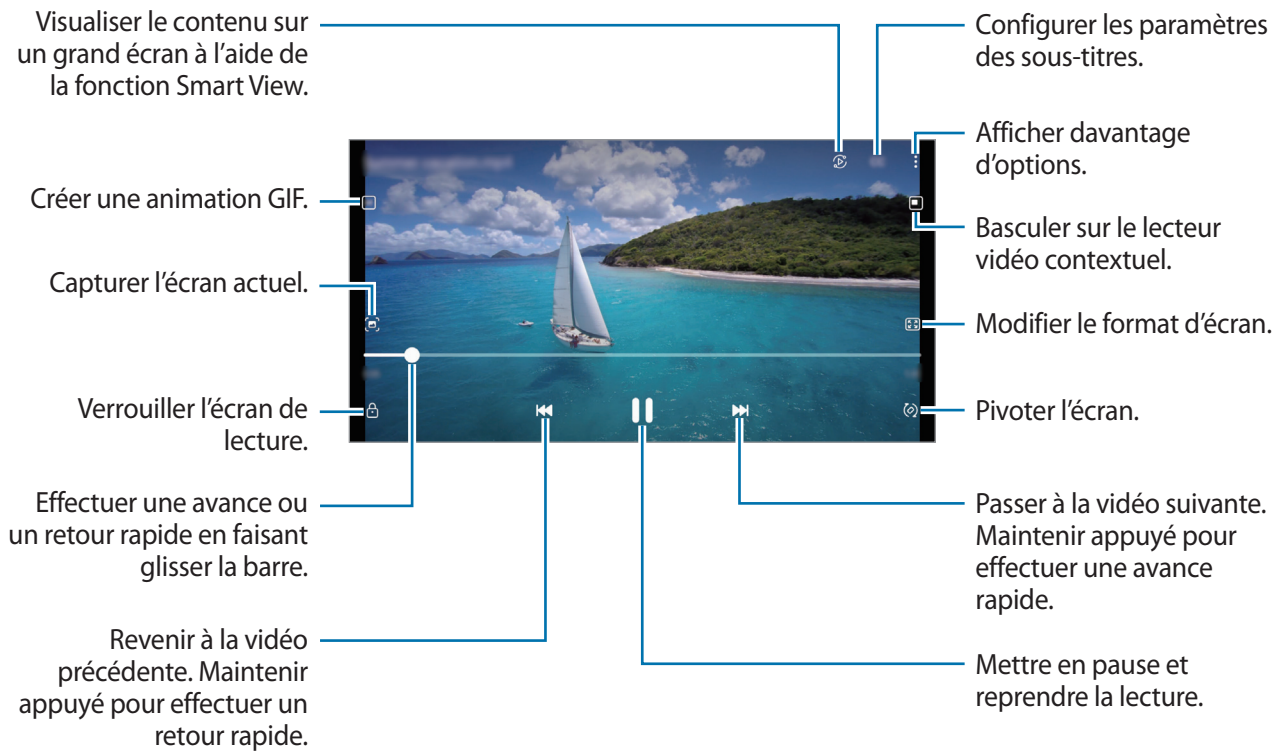 Visualiser le contenu sur
un grand écran à l'aide de
la fonction Smart View.
Créer une animation GIF.
Capturer l'écran actuel.
Verrouiller l'écran de
lecture.
Effectuer une avance ou
un retour rapide en faisant
glisser la barre.
Revenir à la vidéo
précédente. Maintenir
appuyé pour effectuer un
retour rapide.
Configurer les paramètres
des sous-titres.
Afficher davantage
d'options.
Basculer sur le lecteur
vidéo contextuel.
Modifier le format d'écran.
Pivoter l'écran.
Passer à la vidéo suivante.
Maintenir appuyé pour
effectuer une avance
rapide.
Mettre en pause et
reprendre la lecture.